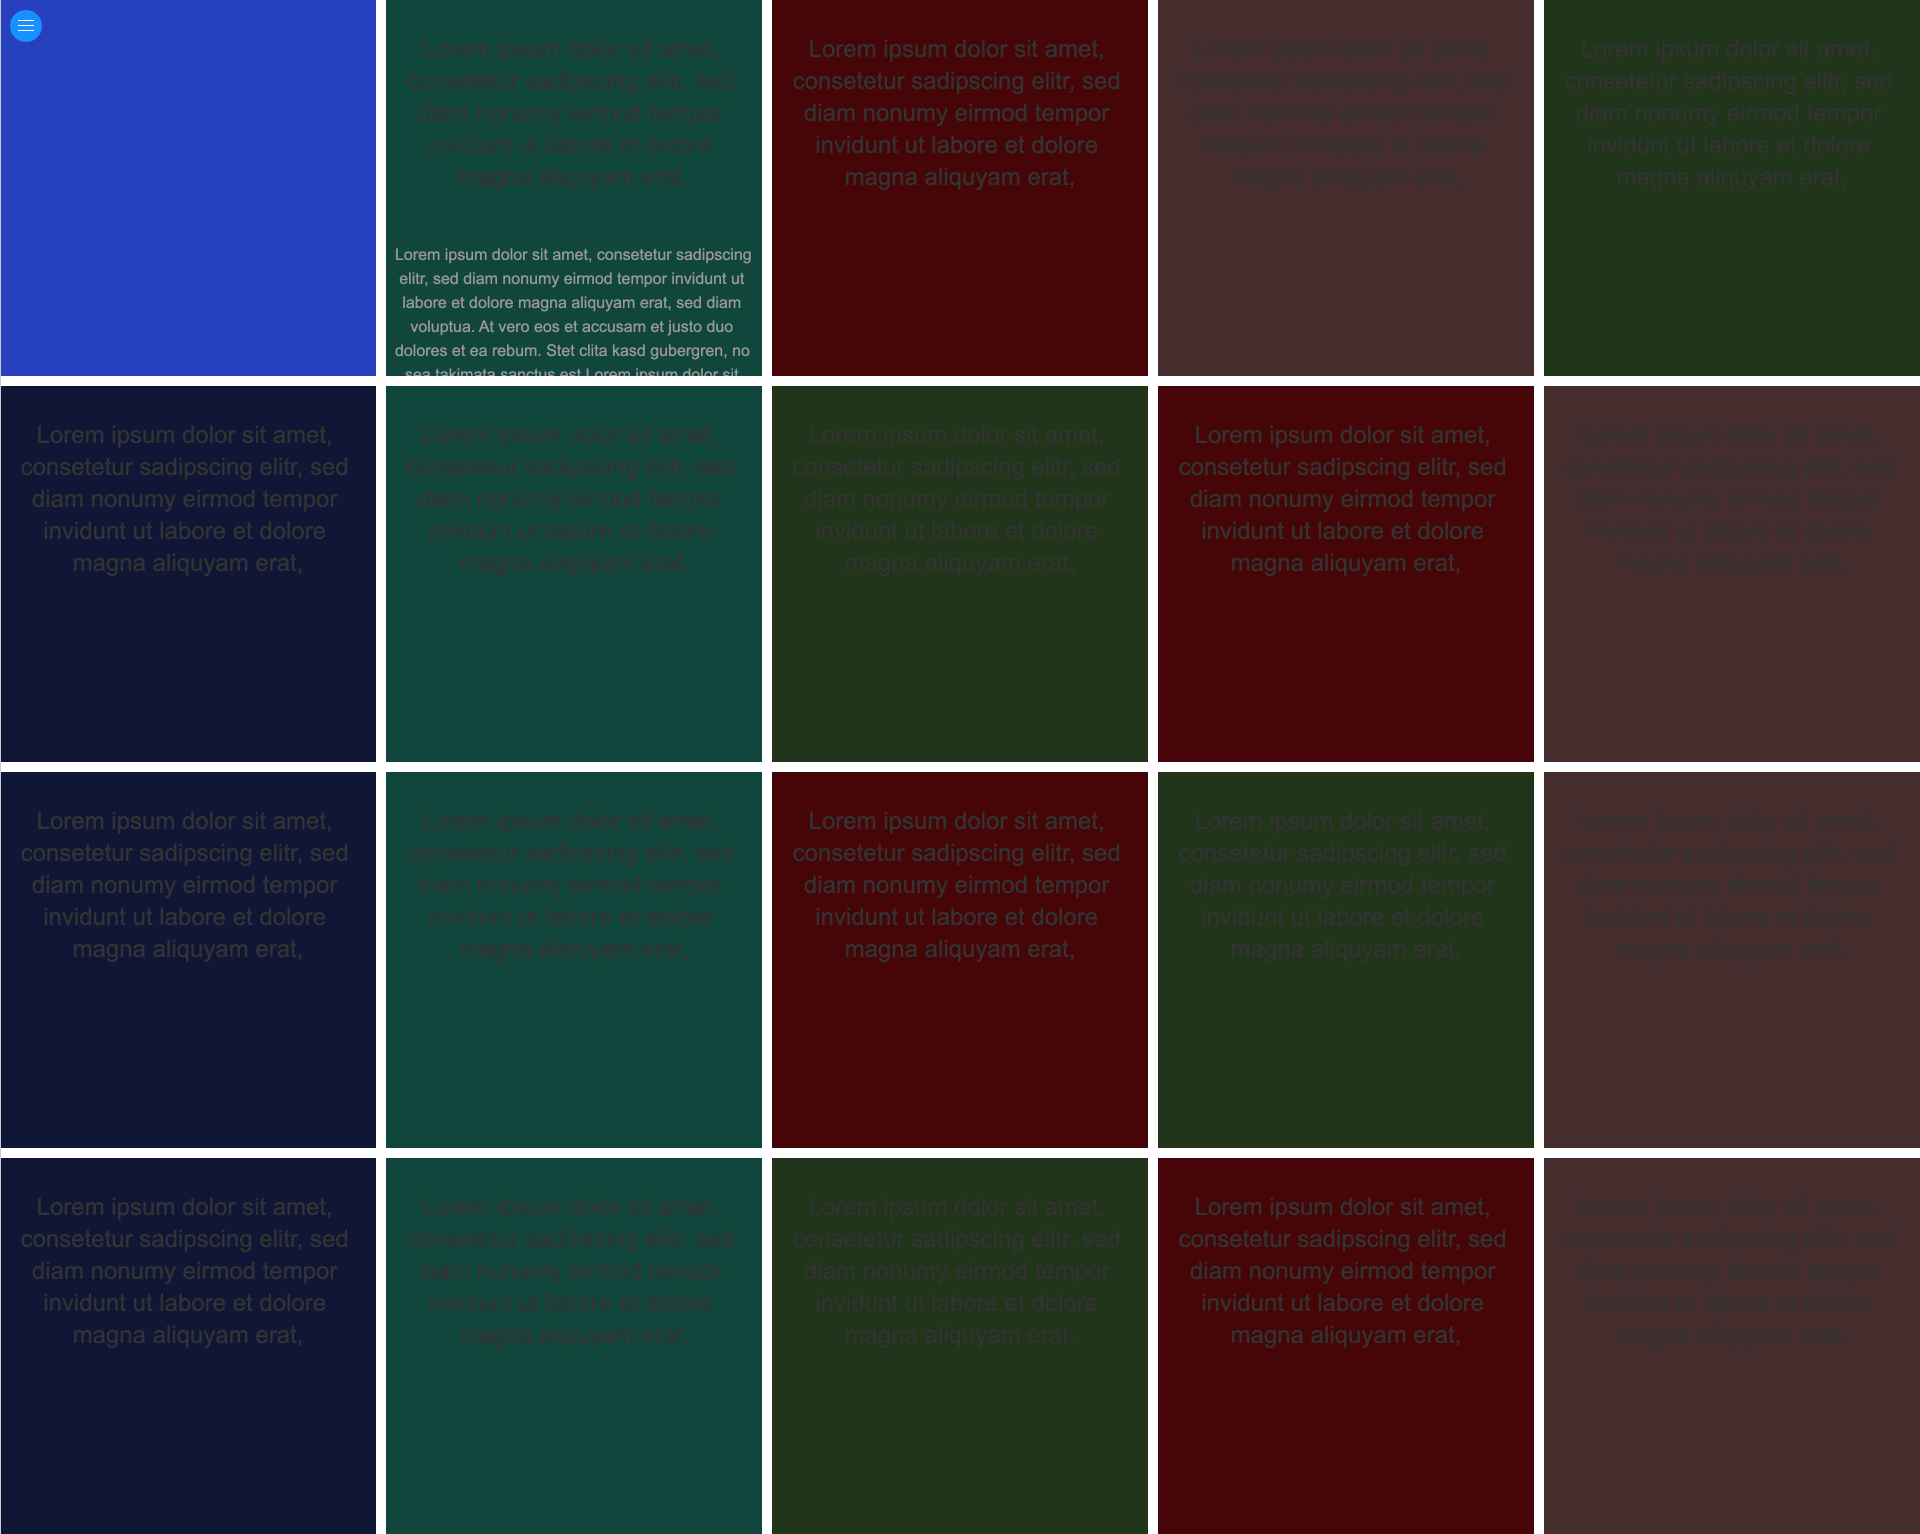 Lorem ipsum dolor sit amet,
consetetur sadipscing elitr, sed
diam nonumy eirmod tempor
invidunt ut labore et dolore
magna aliquyam erat,
Lorem ipsum dolor sit amet, consetetur sadipscing
elitr, sed diam nonumy eirmod tempor invidunt ut
labore et dolore magna aliquyam erat, sed diam
voluptua. At vero eos et accusam et justo duo
dolores et ea rebum. Stet clita kasd gubergren, no
sea takimata sanctus est Lorem ipsum dolor sit
Lorem ipsum dolor sit amet,
consetetur sadipscing elitr, sed
diam nonumy eirmod tempor
invidunt ut labore et dolore
magna aliquyam erat,
Lorem ipsum dolor sit amet,
consetetur sadipscing elitr, sed
diam nonumy eirmod tempor
invidunt ut labore et dolore
magna aliquyam erat,
Lorem ipsum dolor sit amet,
consetetur sadipscing elitr, sed
diam nonumy eirmod tempor
invidunt ut labore et dolore
magna aliquyam erat,
Lorem ipsum dolor sit amet,
consetetur sadipscing elitr, sed
diam nonumy eirmod tempor
invidunt ut labore et dolore
magna aliquyam erat,
Lorem ipsum dolor sit amet,
consetetur sadipscing elitr, sed
diam nonumy eirmod tempor
invidunt ut labore et dolore
magna aliquyam erat,
Lorem ipsum dolor sit amet,
consetetur sadipscing elitr, sed
diam nonumy eirmod tempor
invidunt ut labore et dolore
magna aliquyam erat,
Lorem ipsum dolor sit amet,
consetetur sadipscing elitr, sed
diam nonumy eirmod tempor
invidunt ut labore et dolore
magna aliquyam erat,
Lorem ipsum dolor sit amet,
consetetur sadipscing elitr, sed
diam nonumy eirmod tempor
invidunt ut labore et dolore
magna aliquyam erat,
Lorem ipsum dolor sit amet,
consetetur sadipscing elitr, sed
diam nonumy eirmod tempor
invidunt ut labore et dolore
magna aliquyam erat,
Lorem ipsum dolor sit amet,
consetetur sadipscing elitr, sed
diam nonumy eirmod tempor
invidunt ut labore et dolore
magna aliquyam erat,
Lorem ipsum dolor sit amet,
consetetur sadipscing elitr, sed
diam nonumy eirmod tempor
invidunt ut labore et dolore
magna aliquyam erat,
Lorem ipsum dolor sit amet,
consetetur sadipscing elitr, sed
diam nonumy eirmod tempor
invidunt ut labore et dolore
magna aliquyam erat,
Lorem ipsum dolor sit amet,
consetetur sadipscing elitr, sed
diam nonumy eirmod tempor
invidunt ut labore et dolore
magna aliquyam erat,
Lorem ipsum dolor sit amet,
consetetur sadipscing elitr, sed
diam nonumy eirmod tempor
invidunt ut labore et dolore
magna aliquyam erat,
Lorem ipsum dolor sit amet,
consetetur sadipscing elitr, sed
diam nonumy eirmod tempor
invidunt ut labore et dolore
magna aliquyam erat,
Lorem ipsum dolor sit amet,
consetetur sadipscing elitr, sed
diam nonumy eirmod tempor
invidunt ut labore et dolore
magna aliquyam erat,
Lorem ipsum dolor sit amet,
consetetur sadipscing elitr, sed
diam nonumy eirmod tempor
invidunt ut labore et dolore
magna aliquyam erat,
Lorem ipsum dolor sit amet,
consetetur sadipscing elitr, sed
diam nonumy eirmod tempor
invidunt ut labore et dolore
magna aliquyam erat,